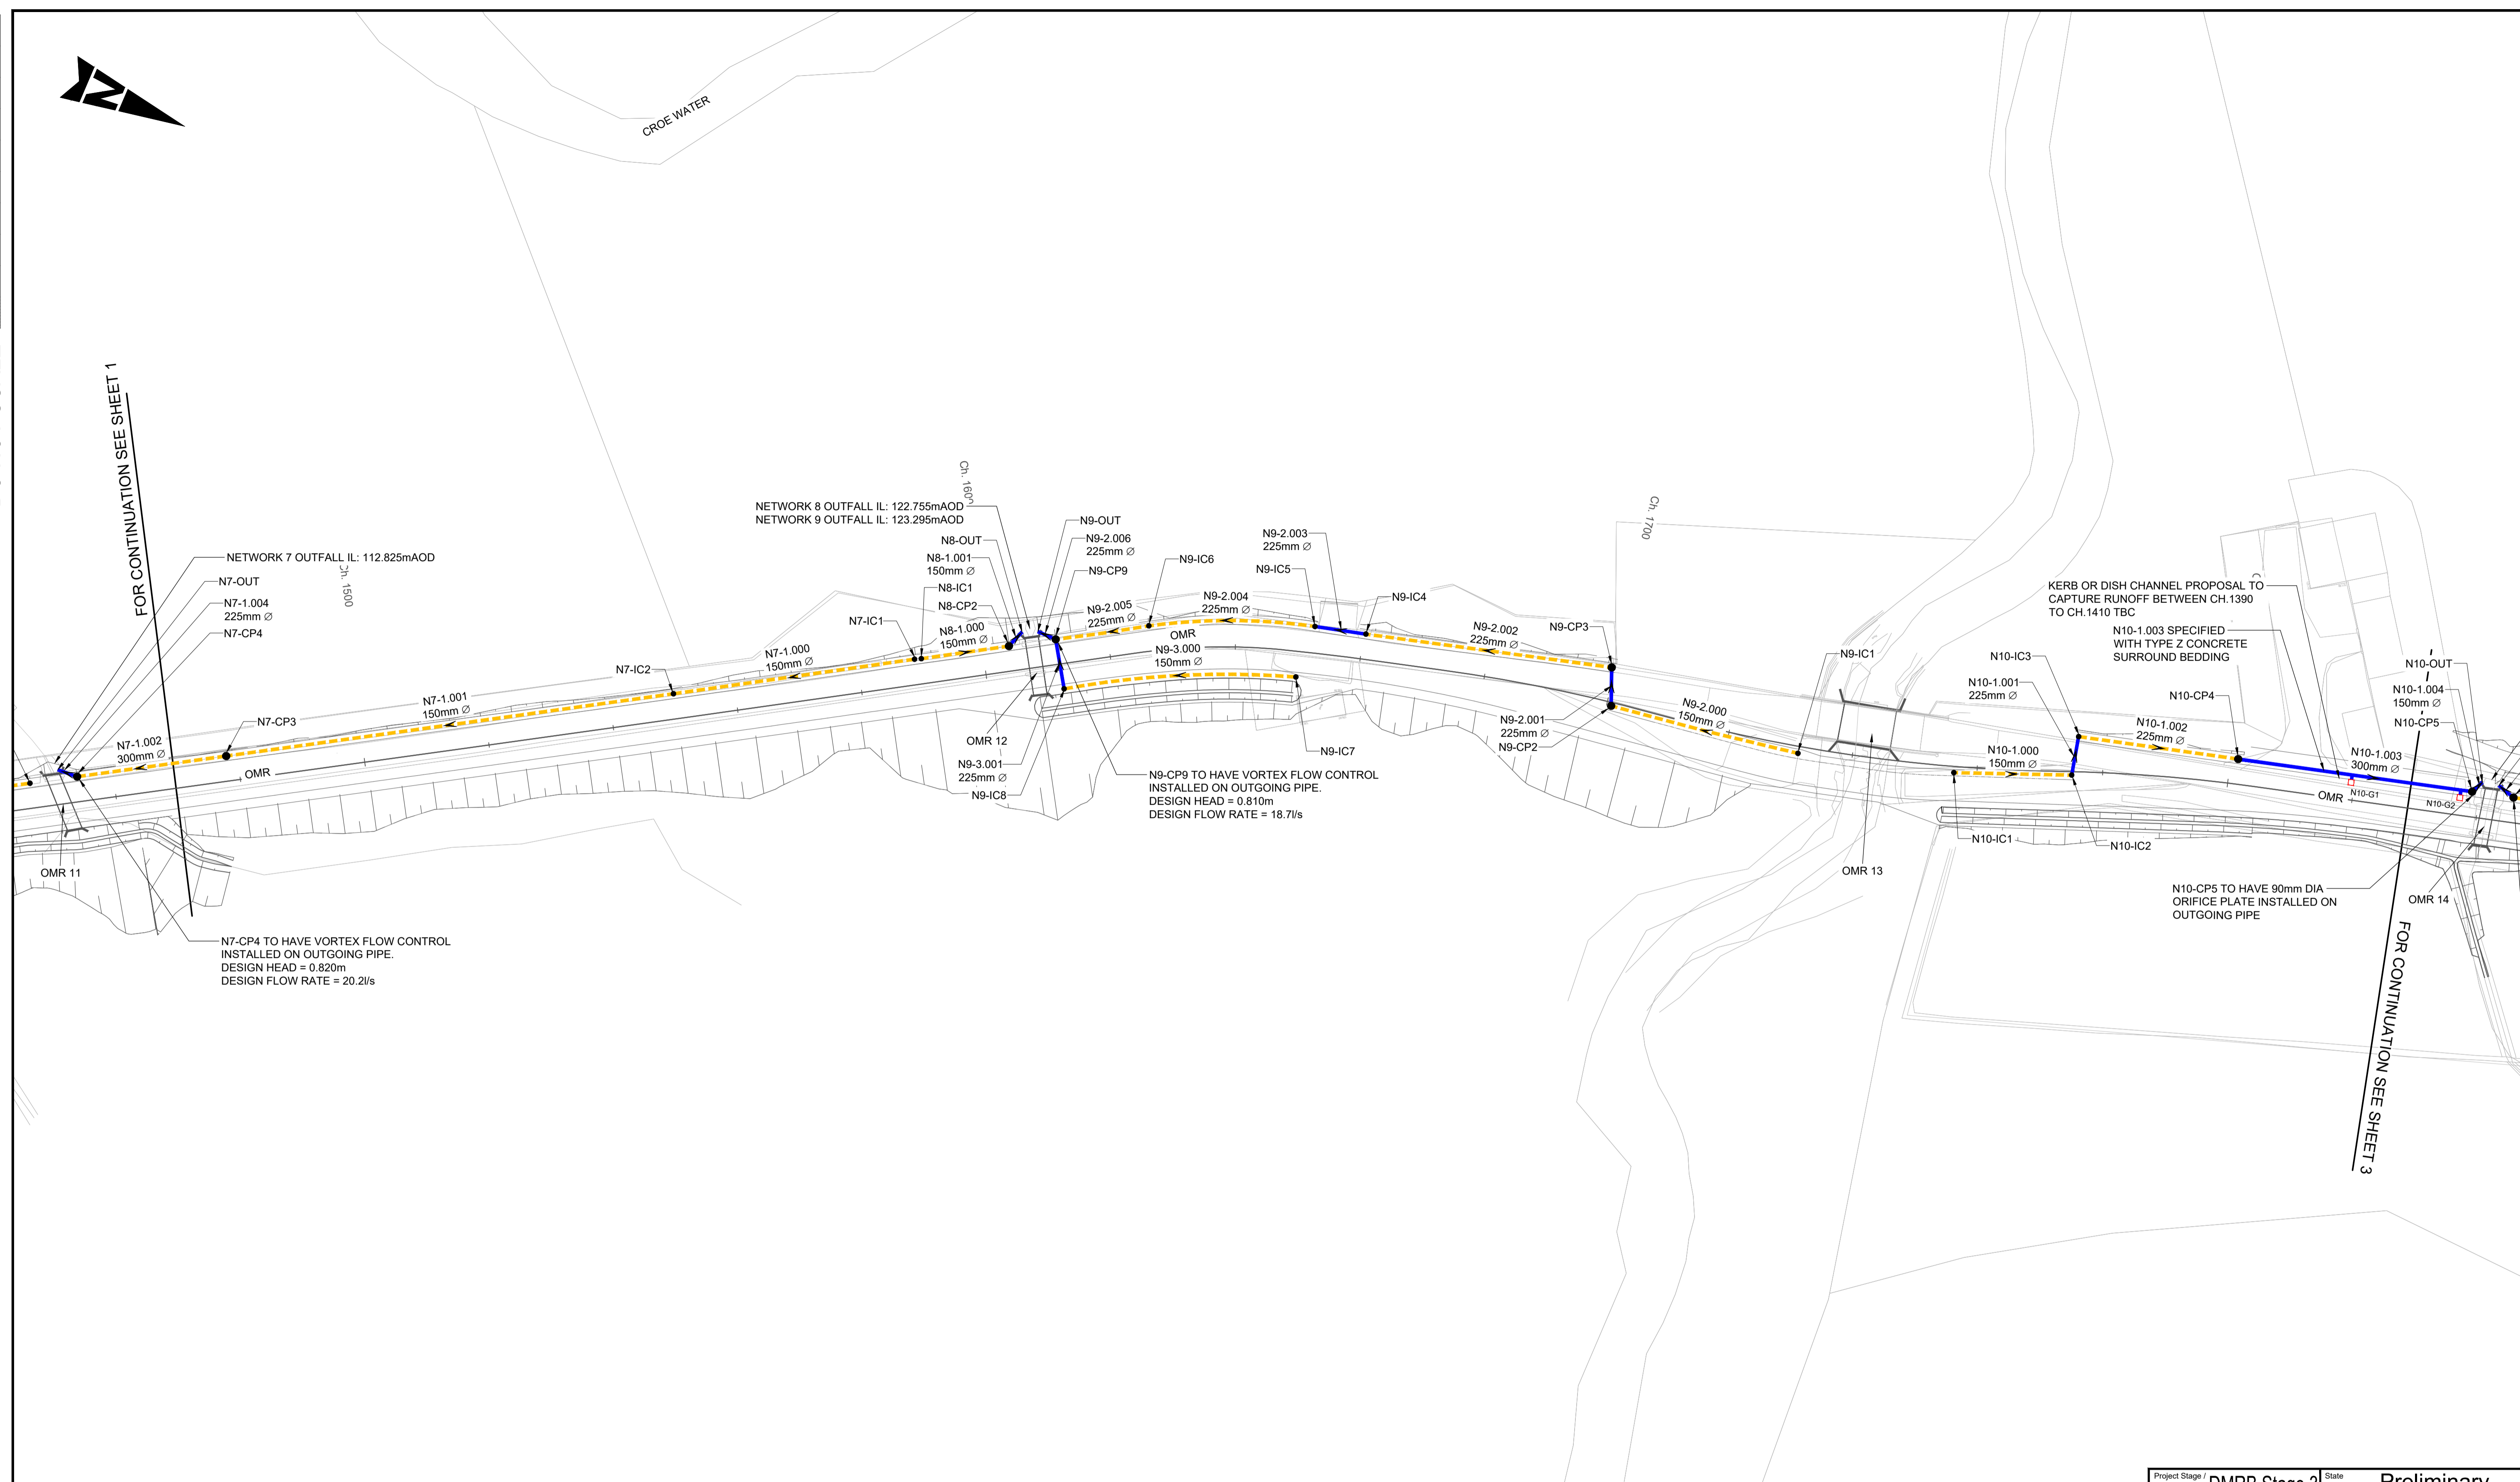 N
CROE WATER
FOR CONTINUATION SEE SHEET 1
NETWORK 7 OUTFALL IL: 112.825mAOD
Ch. 1500
N7-OUT
N7-1.004
225mm ∅
N7-CP4
N7-CP3
N7-1.002
300mm ∅
OMR
OMR 11
N7-CP4 TO HAVE VORTEX FLOW CONTROL
INSTALLED ON OUTGOING PIPE.
DESIGN HEAD = 0.820m
DESIGN FLOW RATE = 20.2l/s
N7-1.001
150mm ∅
N7-IC2
N7-1.000
150mm ∅
N7-IC1
Ch. 1600
NETWORK 8 OUTFALL IL: 122.755mAOD
NETWORK 9 OUTFALL IL: 123.295mAOD
N8-OUT
N8-1.001
150mm ∅
N8-IC1
N8-CP2
N8-1.000
150mm ∅
N9-OUT
N9-2.006
225mm ∅
N9-CP9
N9-IC6
N9-2.005
225mm ∅
N9-2.004
225mm ∅
OMR
N9-3.000
150mm ∅
OMR 12
N9-3.001
225mm ∅
N9-IC8
N9-IC7
N9-CP9 TO HAVE VORTEX FLOW CONTROL
INSTALLED ON OUTGOING PIPE.
DESIGN HEAD = 0.810m
DESIGN FLOW RATE = 18.7l/s
N9-2.003
225mm ∅
N9-IC5
N9-IC4
N9-2.002
225mm ∅
N9-CP3
Ch. 1700
N9-2.001
225mm ∅
N9-CP2
N9-2.000
150mm ∅
N9-IC1
OMR 13
N10-IC3
N10-1.001
225mm ∅
N10-1.000
150mm ∅
N10-IC1
N10-IC2
KERB OR DISH CHANNEL PROPOSAL TO
CAPTURE RUNOFF BETWEEN CH.1390
TO CH.1410 TBC
N10-1.003 SPECIFIED
WITH TYPE Z CONCRETE
SURROUND BEDDING
N10-CP4
N10-1.002
225mm ∅
N10-OUT
N10-1.004
150mm ∅
N10-CP5
N10-1.003
300mm ∅
N10-G1
N10-G2
OMR
N10-CP5 TO HAVE 90mm DIA
ORIFICE PLATE INSTALLED ON
OUTGOING PIPE
OMR 14
FOR CONTINUATION SEE SHEET 3
Project Stage /
State
Preliminary